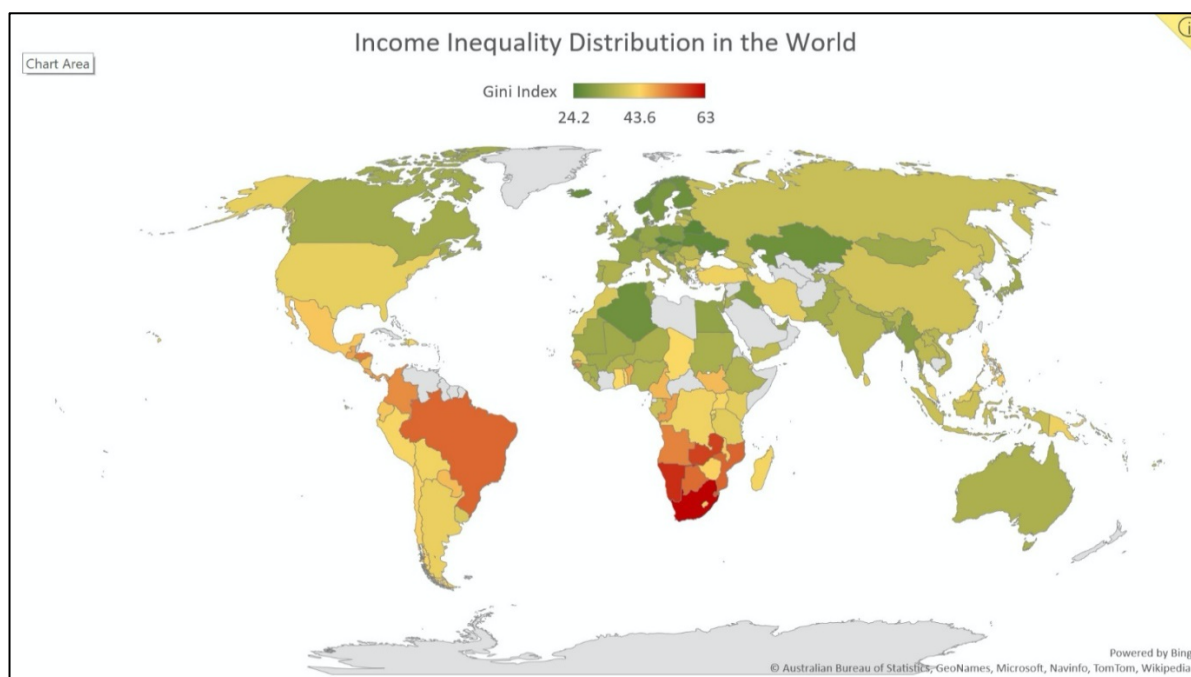 Income Inequality Distribution in the World
Chart Area
Gini Index
24.2 43.6 63
Powered by Bing
© Australian Bureau of Statistics, GeoNames, Microsoft, Navinfo, TomTom, Wikipedia